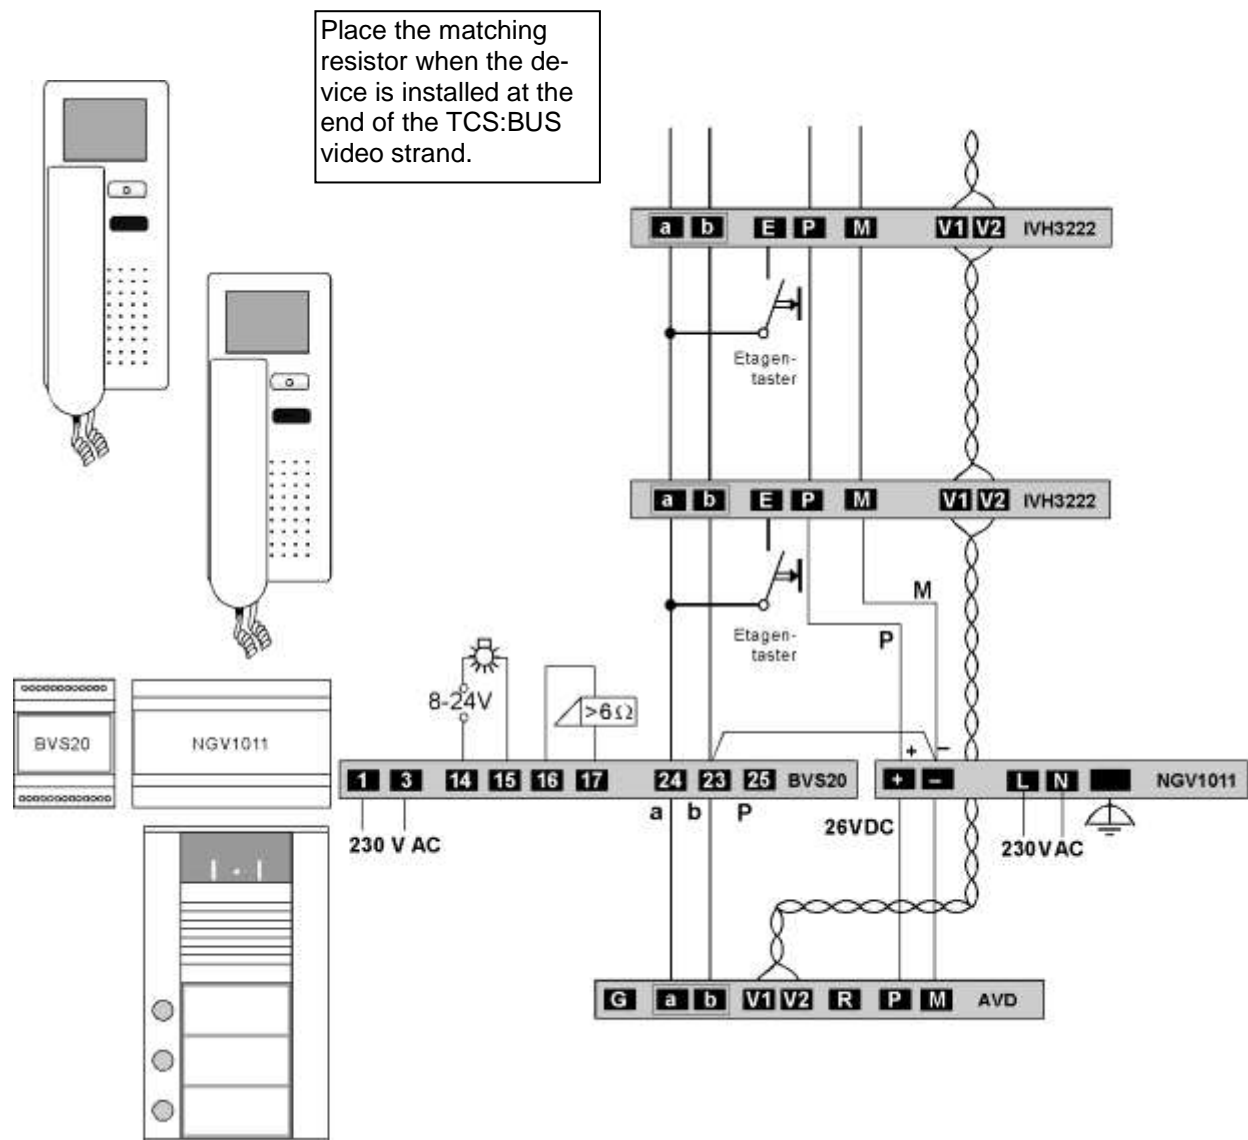 Place the matching
resistor when the de-
vice is installed at the
end of the TCS:BUS
video strand.
a b E P M V1 V2 IVH3222
Etagen-
taster
a b E P M V1 V2 IVH3222
M
P
Etagen-
taster
8-24V
>6Ω
BVS20
NGV1011
+ –
1 3 14 15 16 17 24 23 25 BVS20
+ – L N NGV1011
a b P
26VDC
230 V AC
230VAC
G a b V1 V2 R P M AVD